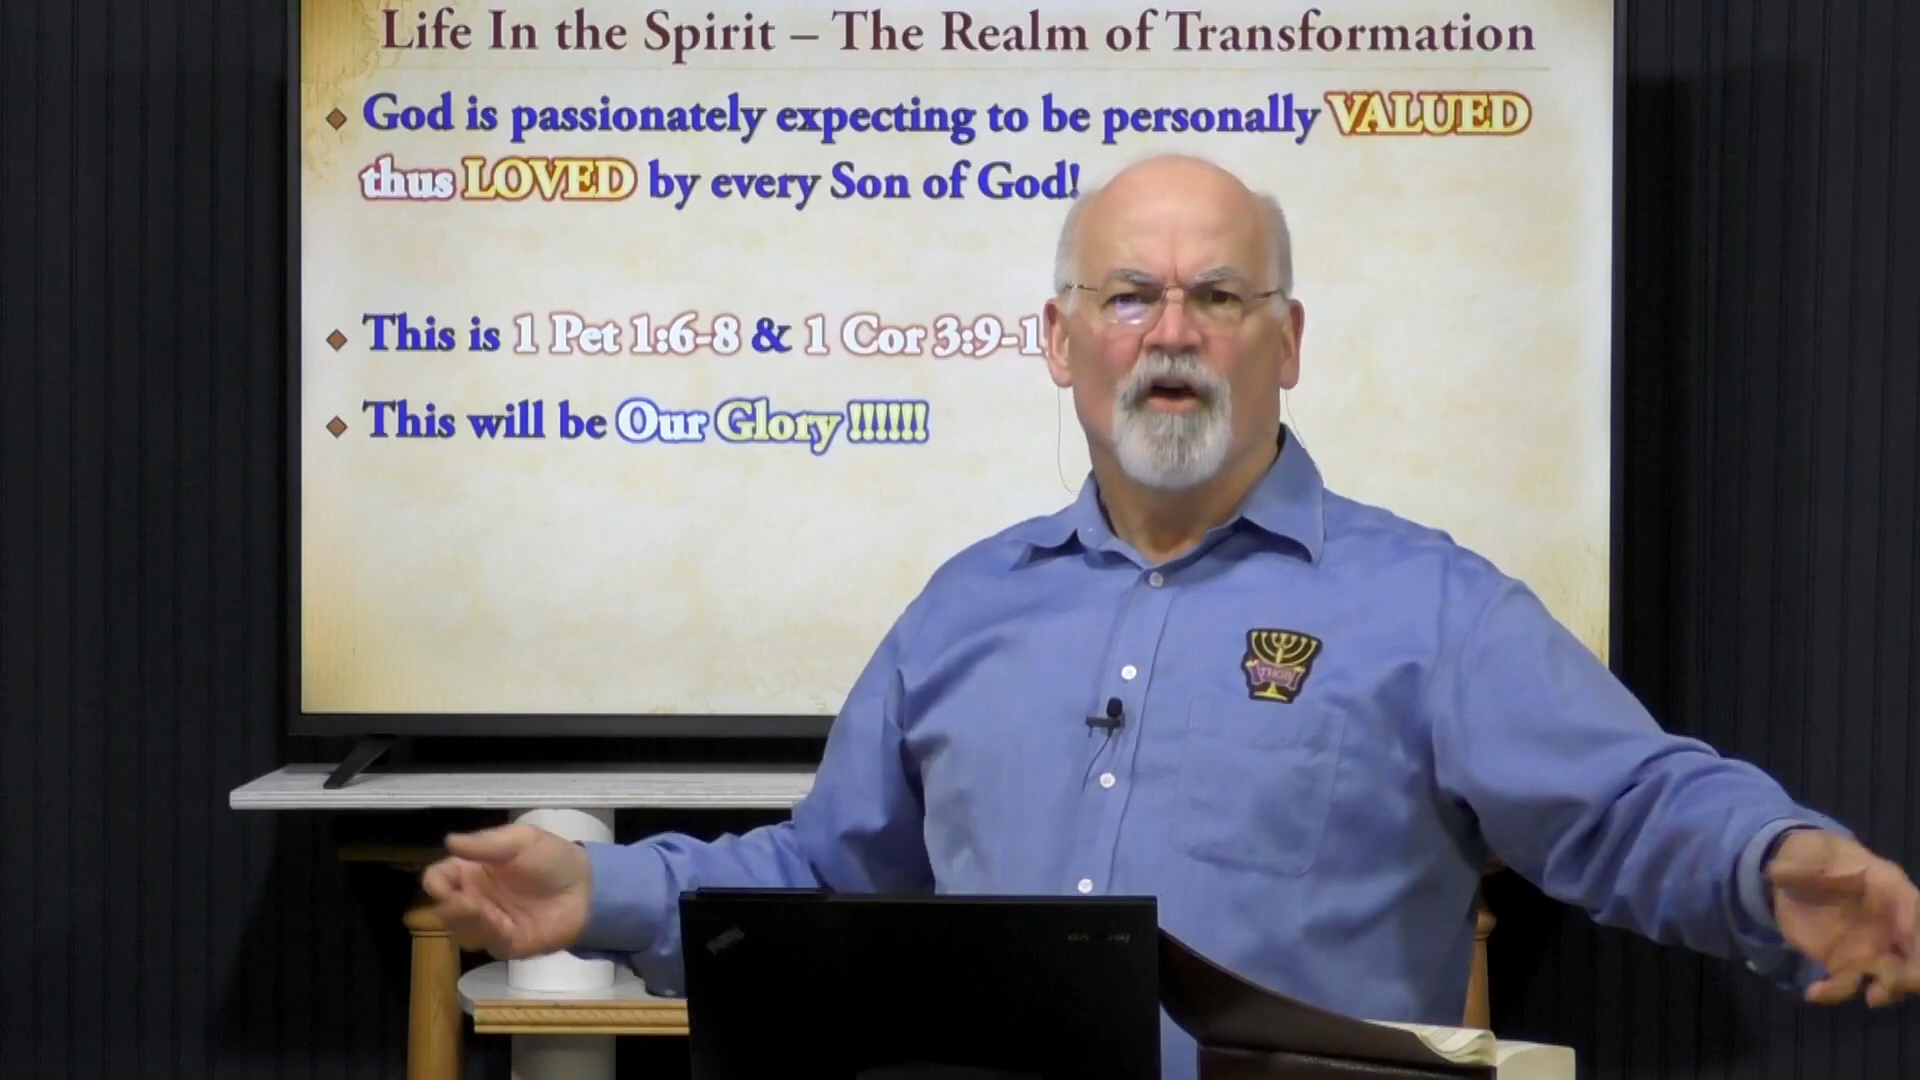 Life In the Spirit – The Realm of Transformation
God is passionately expecting to be personally VALUED
thus LOVED by every Son of God!
This is 1 Pet 1:6-8 & 1 Cor 3:9-1
This will be Our Glory !!!!!!